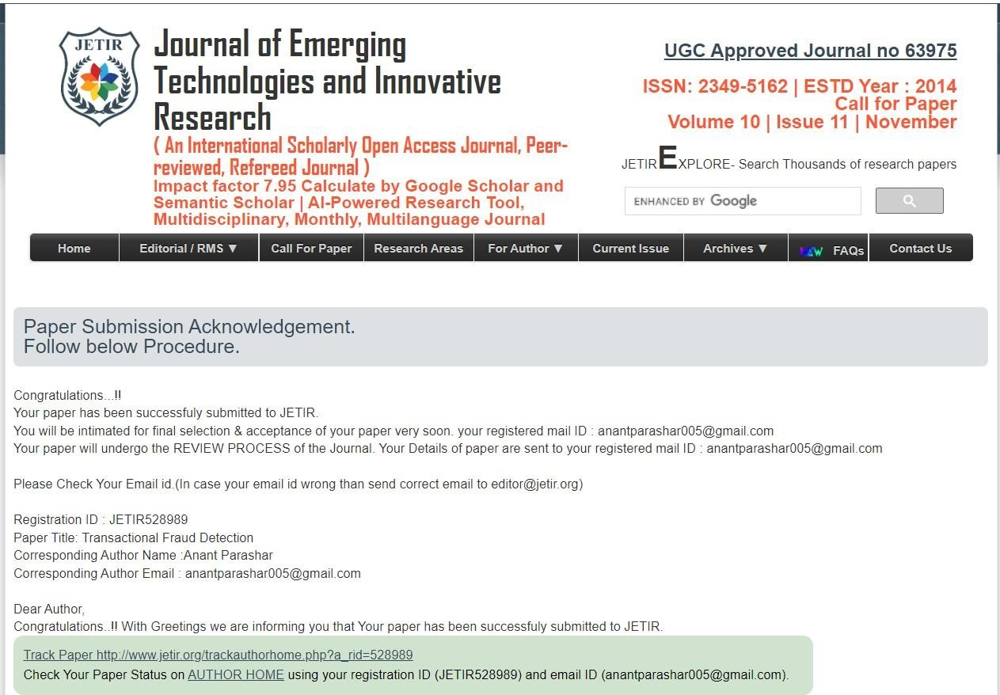 JETIR
Journal of Emerging
Technologies and Innovative
Research
( An International Scholarly Open Access Journal, Peer-
reviewed, Refereed Journal )
Impact factor 7.95 Calculate by Google Scholar and
Semantic Scholar | AI-Powered Research Tool,
Multidisciplinary, Monthly, Multilanguage Journal
UGC Approved Journal no 63975
ISSN: 2349-5162 | ESTD Year : 2014
Call for Paper
Volume 10 | Issue 11 | November
JETIREXPLORE- Search Thousands of research papers
ENHANCED BY Google
Home Editorial / RMS ▼ Call For Paper Research Areas For Author ▼ Current Issue Archives ▼ NEW FAQs Contact Us
Paper Submission Acknowledgement.
Follow below Procedure.
Congratulations...!!
Your paper has been successfuly submitted to JETIR.
You will be intimated for final selection & acceptance of your paper very soon. your registered mail ID : anantparashar005@gmail.com
Your paper will undergo the REVIEW PROCESS of the Journal. Your Details of paper are sent to your registered mail ID : anantparashar005@gmail.com
Please Check Your Email id.(In case your email id wrong than send correct email to editor@jetir.org)
Registration ID : JETIR528989
Paper Title: Transactional Fraud Detection
Corresponding Author Name :Anant Parashar
Corresponding Author Email : anantparashar005@gmail.com
Dear Author,
Congratulations..!! With Greetings we are informing you that Your paper has been successfuly submitted to JETIR.
Track Paper http://www.jetir.org/trackauthorhome.php?a_rid=528989
Check Your Paper Status on AUTHOR HOME using your registration ID (JETIR528989) and email ID (anantparashar005@gmail.com).